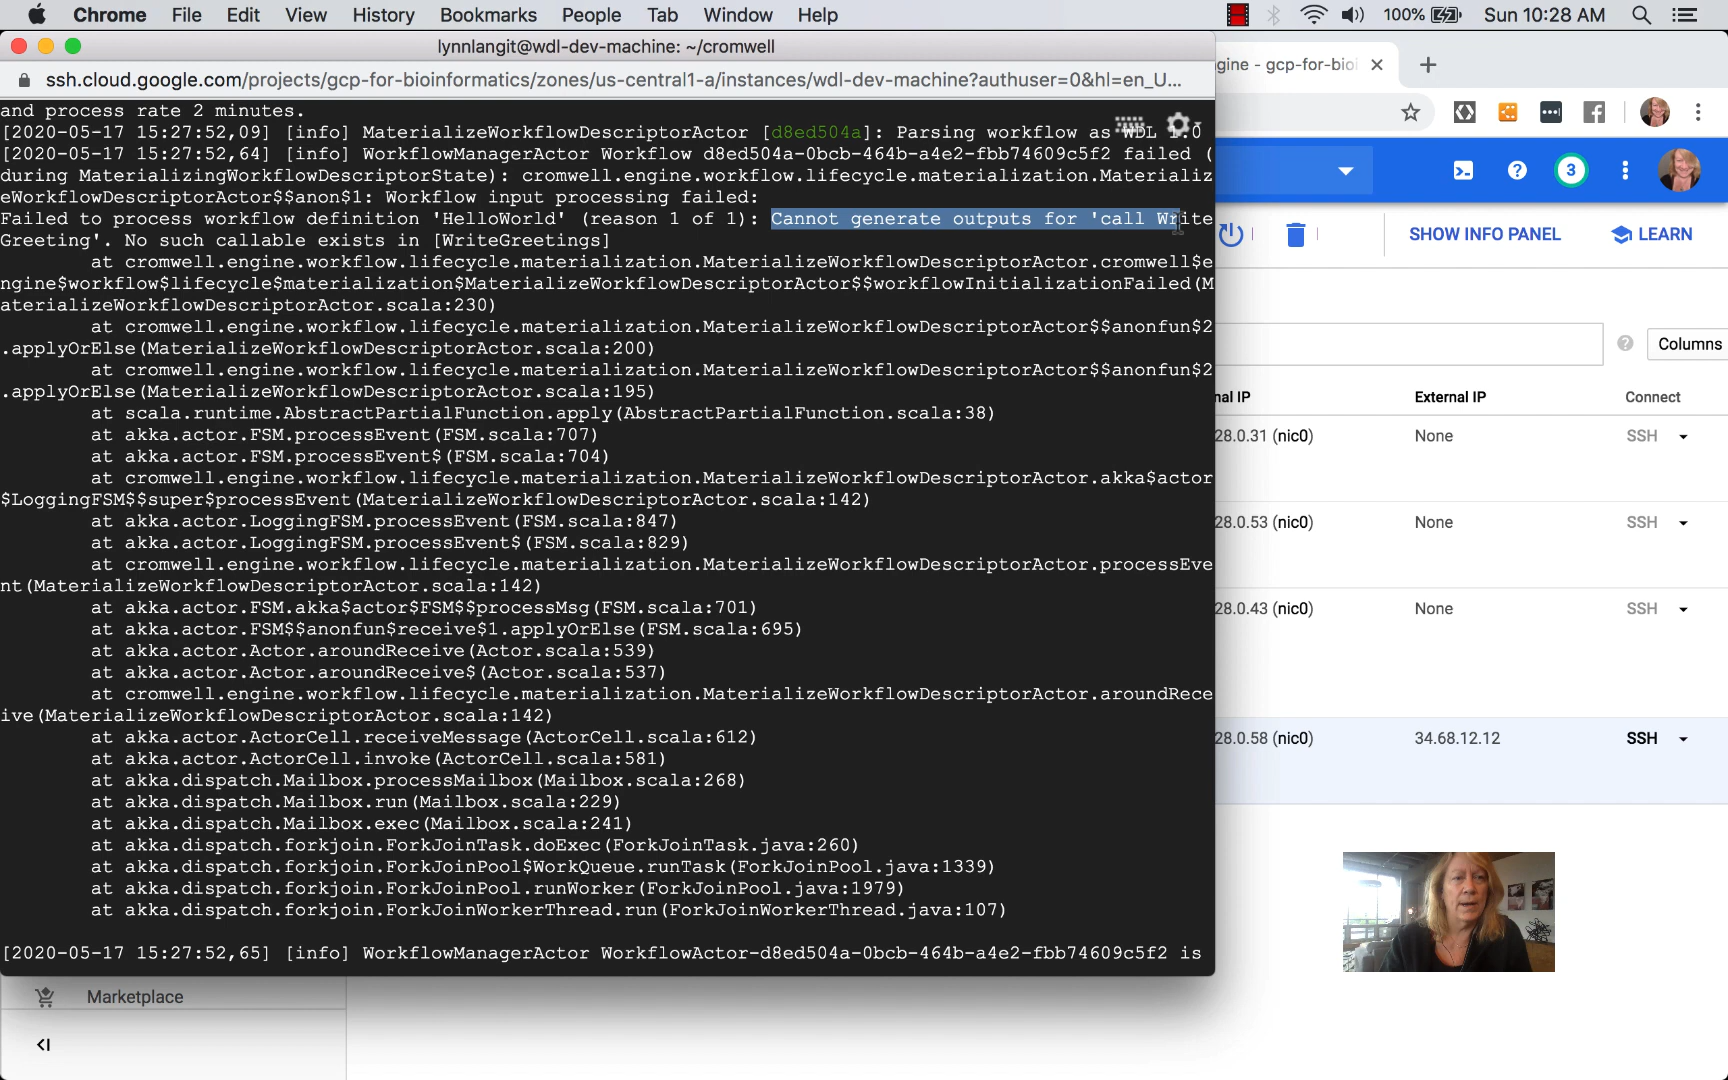 Chrome File Edit View History Bookmarks People Tab Window Help
100% Sun 10:28 AM
lynnlangit@wdl-dev-machine: ~/cromwell
ssh.cloud.google.com/projects/gcp-for-bioinformatics/zones/us-central1-a/instances/wdl-dev-machine?authuser=0&hl=en_U...
and process rate 2 minutes.
[2020-05-17 15:27:52,09] [info] MaterializeWorkflowDescriptorActor [d8ed504a]: Parsing workflow as WDL 1.0
[2020-05-17 15:27:52,64] [info] WorkflowManagerActor Workflow d8ed504a-0bcb-464b-a4e2-fbb74609c5f2 failed (
during MaterializingWorkflowDescriptorState): cromwell.engine.workflow.lifecycle.materialization.Materializ
eWorkflowDescriptorActor$$anon$1: Workflow input processing failed:
Failed to process workflow definition 'HelloWorld' (reason 1 of 1): Cannot generate outputs for 'call Write
Greeting'. No such callable exists in [WriteGreetings]
at cromwell.engine.workflow.lifecycle.materialization.MaterializeWorkflowDescriptorActor.cromwell$e
ngine$workflow$lifecycle$materialization$MaterializeWorkflowDescriptorActor$$workflowInitializationFailed(M
aterializeWorkflowDescriptorActor.scala:230)
at cromwell.engine.workflow.lifecycle.materialization.MaterializeWorkflowDescriptorActor$$anonfun$2
.applyOrElse(MaterializeWorkflowDescriptorActor.scala:200)
at cromwell.engine.workflow.lifecycle.materialization.MaterializeWorkflowDescriptorActor$$anonfun$2
.applyOrElse(MaterializeWorkflowDescriptorActor.scala:195)
at scala.runtime.AbstractPartialFunction.apply(AbstractPartialFunction.scala:38)
at akka.actor.FSM.processEvent(FSM.scala:707)
at akka.actor.FSM.processEvent$(FSM.scala:704)
at cromwell.engine.workflow.lifecycle.materialization.MaterializeWorkflowDescriptorActor.akka$actor
$LoggingFSM$$super$processEvent(MaterializeWorkflowDescriptorActor.scala:142)
at akka.actor.LoggingFSM.processEvent(FSM.scala:847)
at akka.actor.LoggingFSM.processEvent$(FSM.scala:829)
at cromwell.engine.workflow.lifecycle.materialization.MaterializeWorkflowDescriptorActor.processEve
nt(MaterializeWorkflowDescriptorActor.scala:142)
at akka.actor.FSM.akka$actor$FSM$$processMsg(FSM.scala:701)
at akka.actor.FSM$$anonfun$receive$1.applyOrElse(FSM.scala:695)
at akka.actor.Actor.aroundReceive(Actor.scala:539)
at akka.actor.Actor.aroundReceive$(Actor.scala:537)
at cromwell.engine.workflow.lifecycle.materialization.MaterializeWorkflowDescriptorActor.aroundRece
ive(MaterializeWorkflowDescriptorActor.scala:142)
at akka.actor.ActorCell.receiveMessage(ActorCell.scala:612)
at akka.actor.ActorCell.invoke(ActorCell.scala:581)
at akka.dispatch.Mailbox.processMailbox(Mailbox.scala:268)
at akka.dispatch.Mailbox.run(Mailbox.scala:229)
at akka.dispatch.Mailbox.exec(Mailbox.scala:241)
at akka.dispatch.forkjoin.ForkJoinTask.doExec(ForkJoinTask.java:260)
at akka.dispatch.forkjoin.ForkJoinPool$WorkQueue.runTask(ForkJoinPool.java:1339)
at akka.dispatch.forkjoin.ForkJoinPool.runWorker(ForkJoinPool.java:1979)
at akka.dispatch.forkjoin.ForkJoinWorkerThread.run(ForkJoinWorkerThread.java:107)
[2020-05-17 15:27:52,65] [info] WorkflowManagerActor WorkflowActor-d8ed504a-0bcb-464b-a4e2-fbb74609c5f2 is
gine - gcp-for-bioi
3
SHOW INFO PANEL LEARN
Columns
nal IP External IP Connect
28.0.31 (nic0) None SSH
28.0.53 (nic0) None SSH
28.0.43 (nic0) None SSH
28.0.58 (nic0) 34.68.12.12 SSH
Marketplace